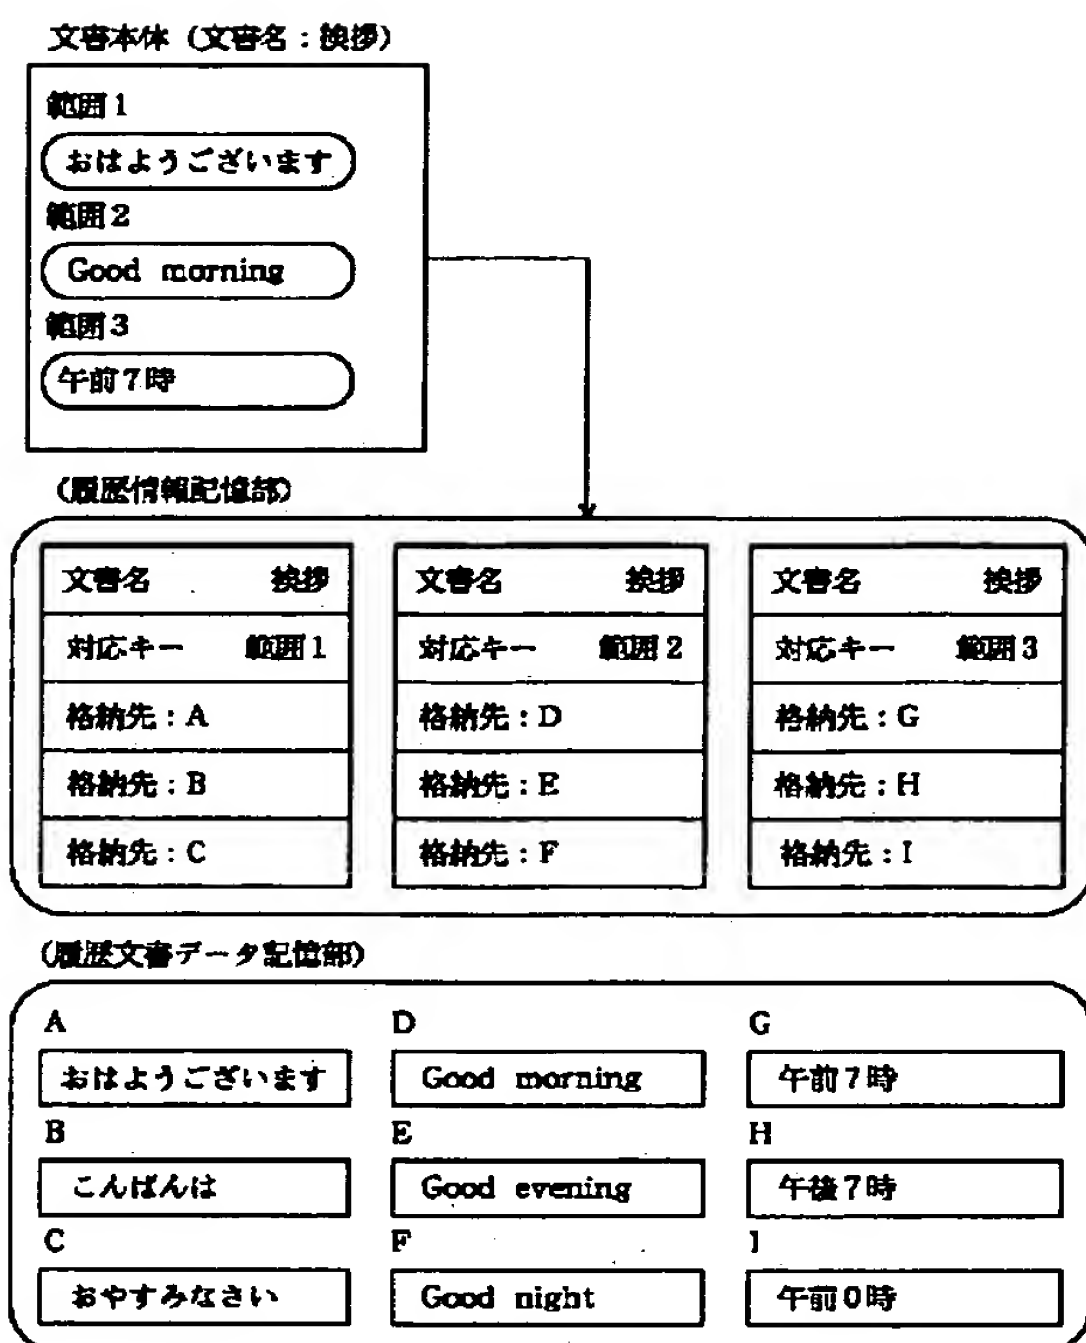 文書本体（文書名：挨拶）
範囲1
おはようございます
範囲2
Good morning
範囲3
午前7時
（履歴情報記憶部）
文書名 挨拶 文書名 挨拶 文書名 挨拶
対応キー 範囲1 対応キー 範囲2 対応キー 範囲3
格納先：A 格納先：D 格納先：G
格納先：B 格納先：E 格納先：H
格納先：C 格納先：F 格納先：I
（履歴文書データ記憶部）
A D G
おはようございます Good morning 午前7時
B E H
こんばんは Good evening 午後7時
C F I
おやすみなさい Good night 午前0時